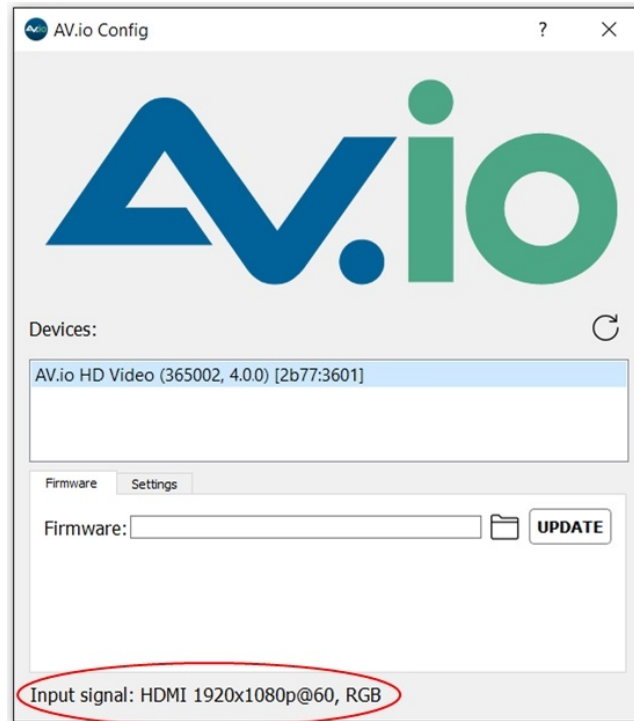 AV.io Config
?
AV.io
Devices:
AV.io HD Video (365002, 4.0.0) [2b77:3601]
Firmware Settings
Firmware: UPDATE
Input signal: HDMI 1920x1080p@60, RGB